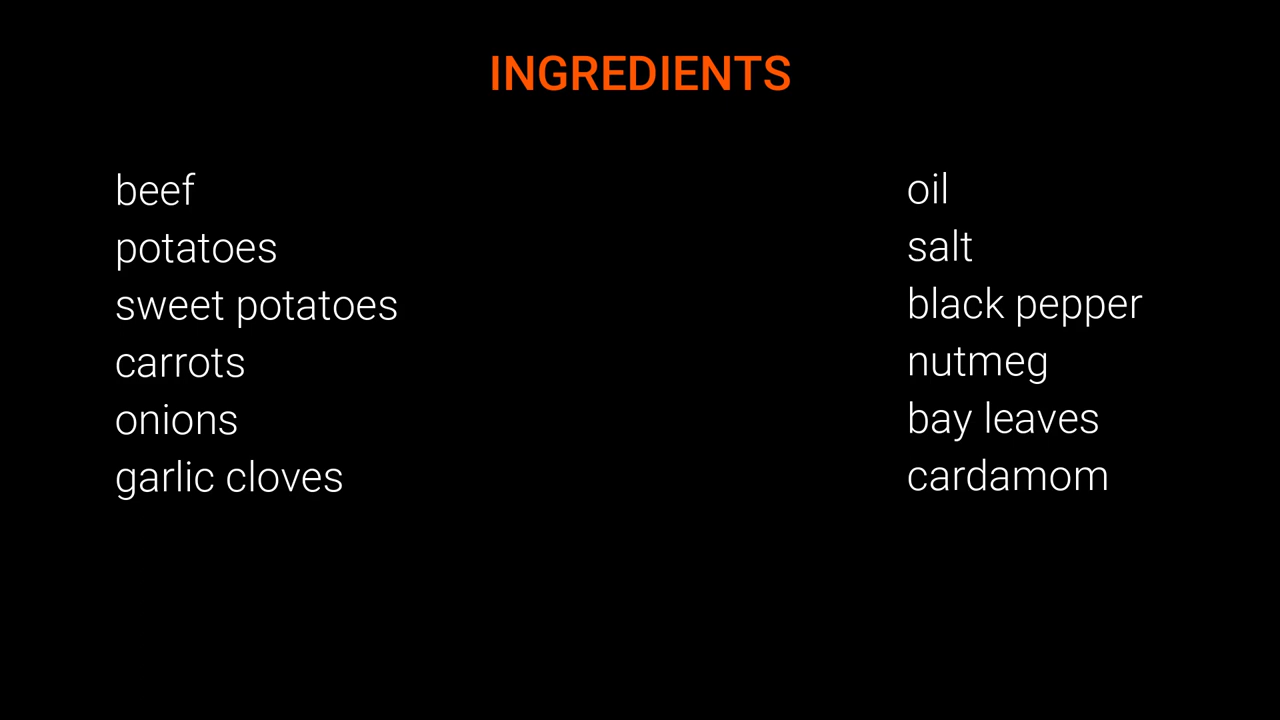 INGREDIENTS
beef
potatoes
sweet potatoes
carrots
onions
garlic cloves
oil
salt
black pepper
nutmeg
bay leaves
cardamom